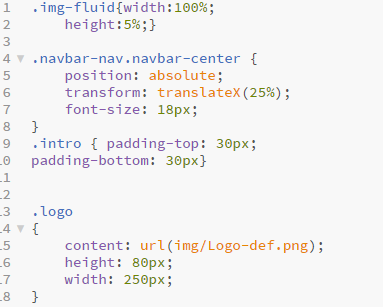 1 .img-fluid{width:100%;
2 height:5%;}
3
4 .navbar-nav.navbar-center {
5 position: absolute;
6 transform: translateX(25%);
7 font-size: 18px;
8 }
9 .intro { padding-top: 30px;
10 padding-bottom: 30px}
11
12
13 .logo
14 {
15 content: url(img/Logo-def.png);
16 height: 80px;
17 width: 250px;
18 }